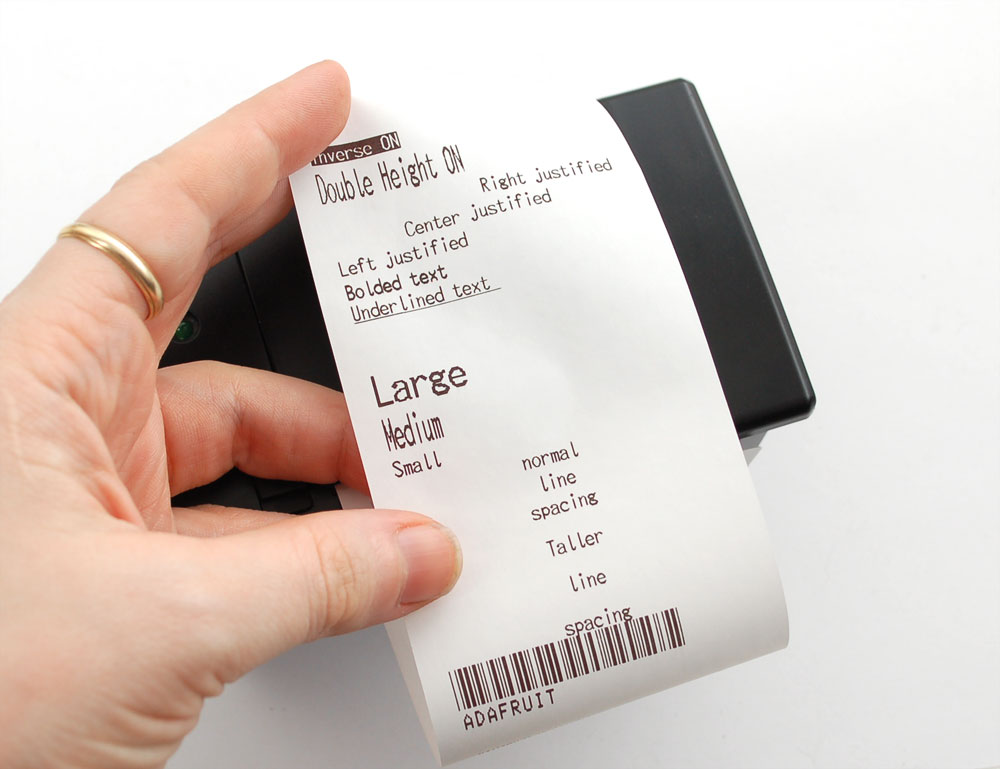 Inverse ON
Double Height ON
Right justified
Center justified
Left justified
Bolded text
Underlined text
Large
Medium
Small
normal
line
spacing
Taller
line
spacing
ADAFRUIT